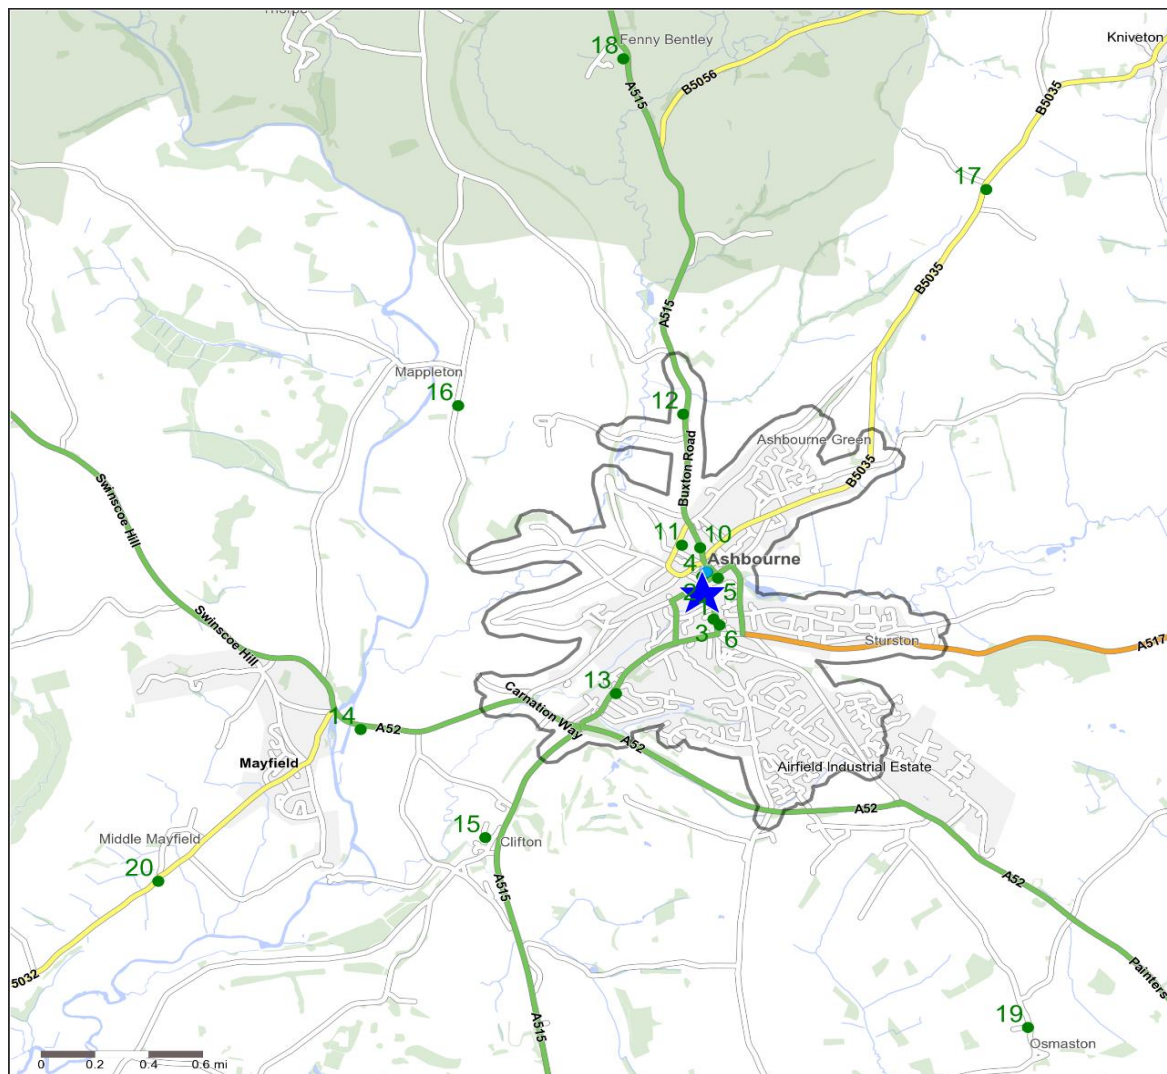 Thorpe
18
Fenny Bentley
Kniveton
B5056
A515
B5035
17
B5035
A515
Mappleton
16
12
Ashbourne Green
Buxton Road
B5035
Swinscoe Hill
11
10
Ashbourne
4
2
5
1
3
6
Sturston
A517
Swinscoe Hill
13
Carnation Way
14
A52
A52
Mayfield
Airfield Industrial Estate
A52
15
Clifton
Middle Mayfield
20
A515
A52
5032
Painters
19
Osmaston
A515
0
0.2
0.4
0.6 mi